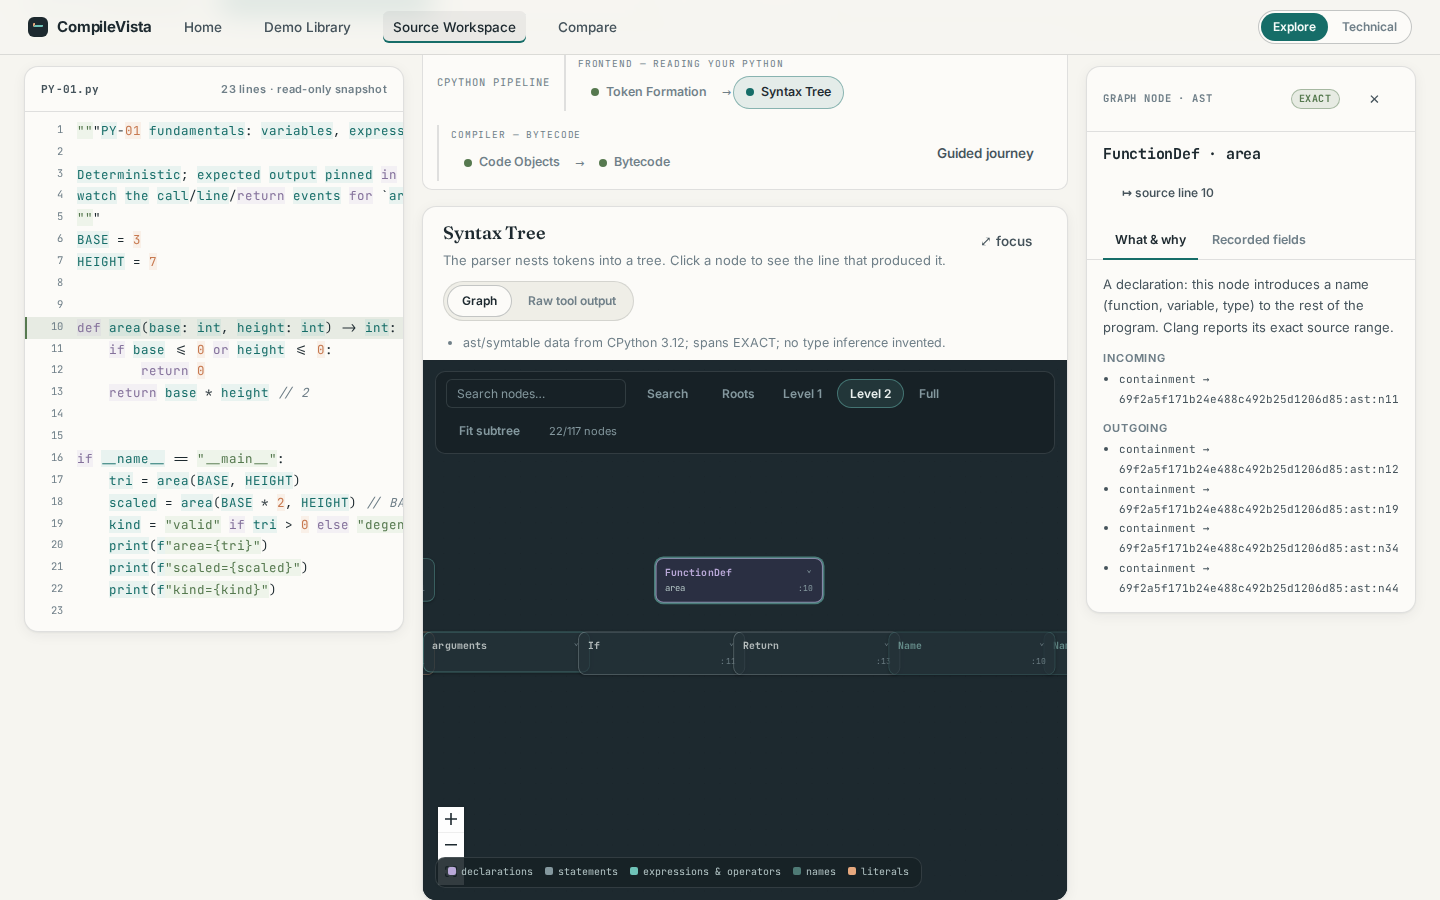 CompileVista
Home
Demo Library
Source Workspace
Compare
Explore
Technical
PY-01.py
23 lines · read-only snapshot
1 """PY-01 fundamentals: variables, express
2
3 Deterministic; expected output pinned in
4 watch the call/line/return events for `ar
5 """
6 BASE = 3
7 HEIGHT = 7
8
9
10 def area(base: int, height: int) -> int:
11 if base <= 0 or height <= 0:
12 return 0
13 return base * height // 2
14
15
16 if __name__ == "__main__":
17 tri = area(BASE, HEIGHT)
18 scaled = area(BASE * 2, HEIGHT) // BA
19 kind = "valid" if tri > 0 else "degen
20 print(f"area={tri}")
21 print(f"scaled={scaled}")
22 print(f"kind={kind}")
23
CPYTHON PIPELINE
FRONTEND — READING YOUR PYTHON
Token Formation → Syntax Tree
COMPILER — BYTECODE
Code Objects → Bytecode
Guided journey
Syntax Tree
⤢ focus
The parser nests tokens into a tree. Click a node to see the line that produced it.
Graph
Raw tool output
• ast/symtable data from CPython 3.12; spans EXACT; no type inference invented.
Search nodes...
Search
Roots
Level 1
Level 2
Full
Fit subtree
22/117 nodes
FunctionDef
area :10
arguments
If
:11
Return
Name
:10
declarations
statements
expressions & operators
names
literals
GRAPH NODE · AST
EXACT
×
FunctionDef · area
↦ source line 10
What & why
Recorded fields
A declaration: this node introduces a name
(function, variable, type) to the rest of the
program. Clang reports its exact source range.
INCOMING
• containment →
69f2a5f171b24e488c492b25d1206d85:ast:n11
OUTGOING
• containment →
69f2a5f171b24e488c492b25d1206d85:ast:n12
• containment →
69f2a5f171b24e488c492b25d1206d85:ast:n19
• containment →
69f2a5f171b24e488c492b25d1206d85:ast:n34
• containment →
69f2a5f171b24e488c492b25d1206d85:ast:n44